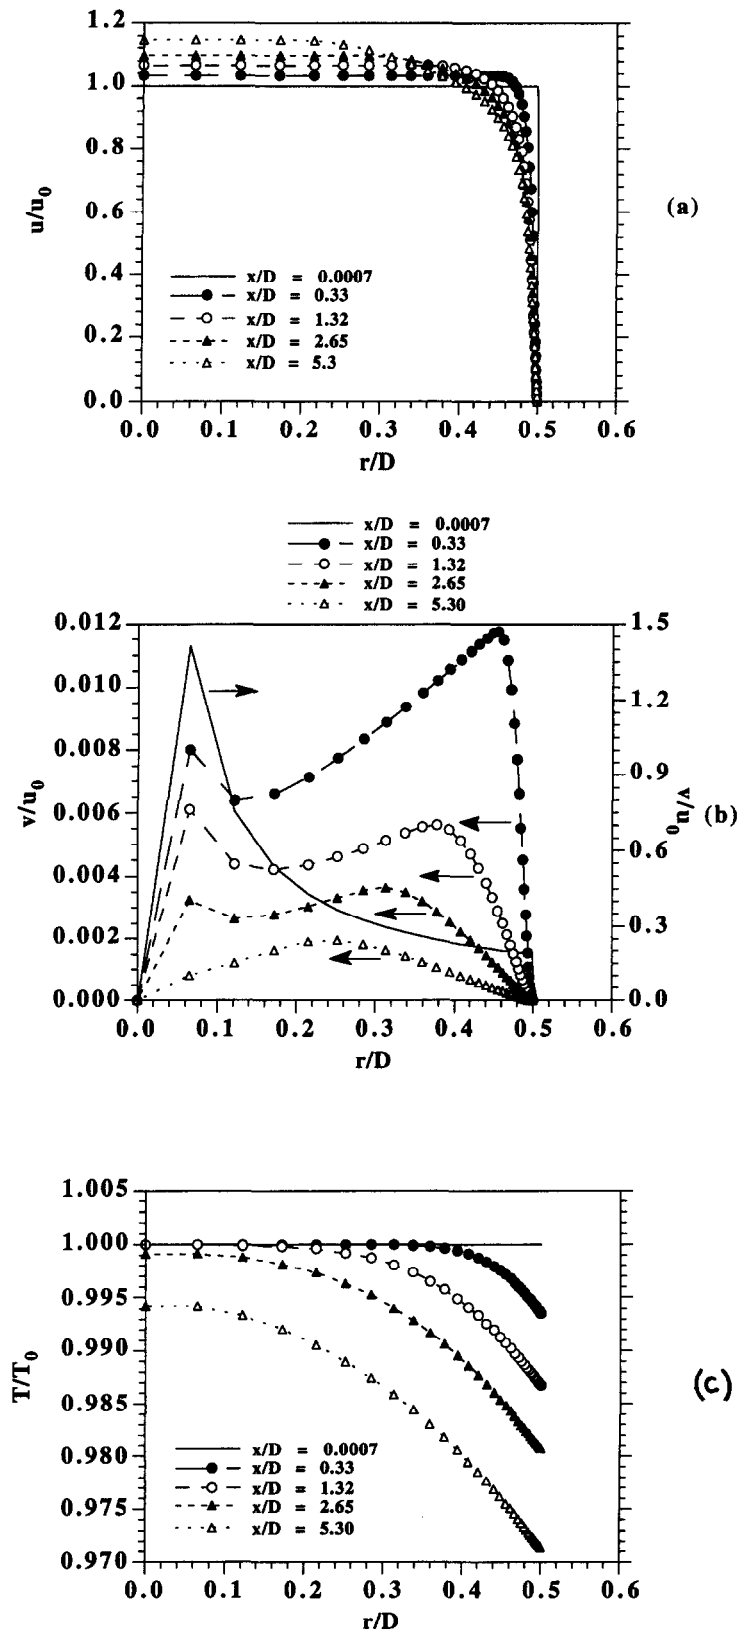 1.2
1.0
0.8
0.6
0.4
0.2
0.0
u/u0
x/D = 0.0007
x/D = 0.33
x/D = 1.32
x/D = 2.65
x/D = 5.3
0.0 0.1 0.2 0.3 0.4 0.5 0.6
r/D
(a)
x/D = 0.0007
x/D = 0.33
x/D = 1.32
x/D = 2.65
x/D = 5.30
0.012
0.010
0.008
0.006
0.004
0.002
0.000
v/u0
1.5
1.2
0.9
0.6
0.3
0.0
v/u0
(b)
0.0 0.1 0.2 0.3 0.4 0.5 0.6
r/D
1.005
1.000
0.995
0.990
0.985
0.980
0.975
0.970
T/T0
x/D = 0.0007
x/D = 0.33
x/D = 1.32
x/D = 2.65
x/D = 5.30
0.0 0.1 0.2 0.3 0.4 0.5 0.6
r/D
(c)